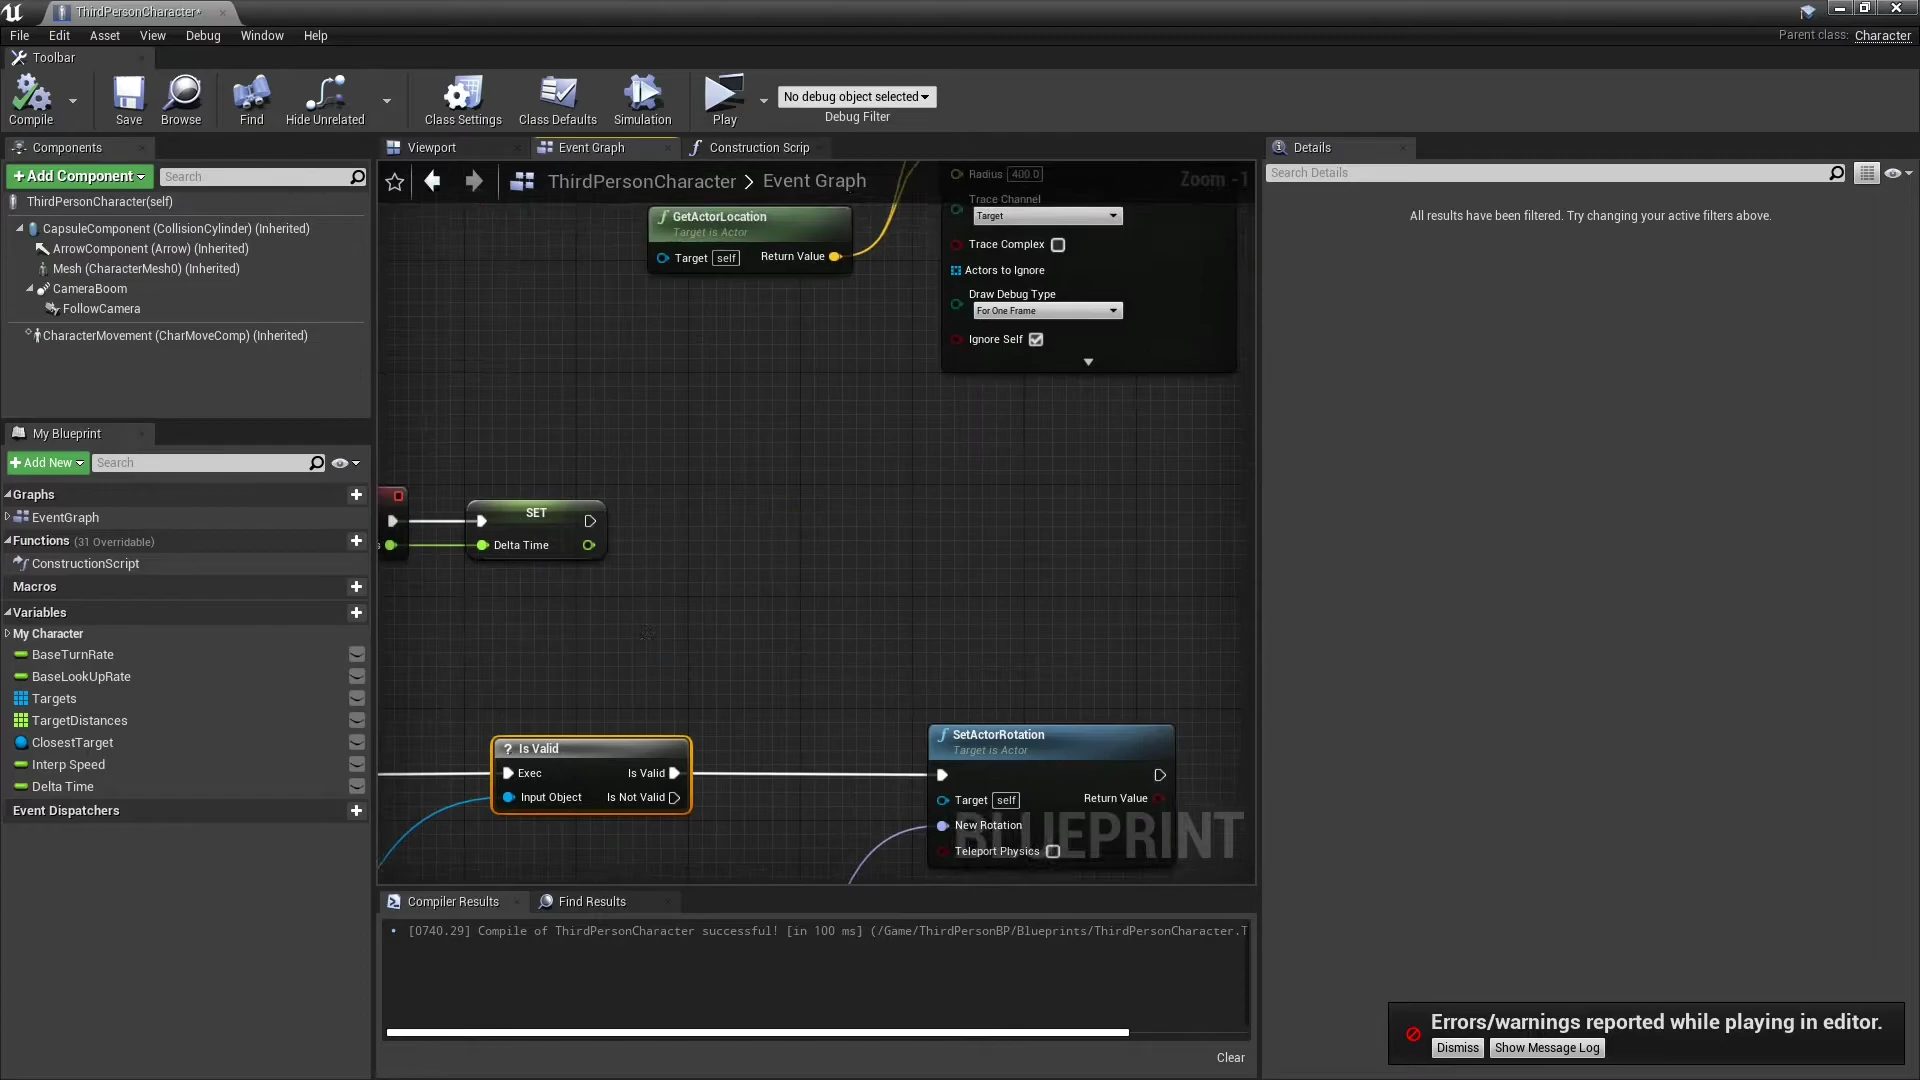 ThirdPersonCharacter*
File Edit Asset View Debug Window Help
Parent class: Character
Toolbar
Compile Save Browse Find Hide Unrelated Class Settings Class Defaults Simulation Play
No debug object selected
Debug Filter
Components
+Add Component
Search
ThirdPersonCharacter(self)
CapsuleComponent (CollisionCylinder) (Inherited)
ArrowComponent (Arrow) (Inherited)
Mesh (CharacterMesh0) (Inherited)
CameraBoom
FollowCamera
CharacterMovement (CharMoveComp) (Inherited)
My Blueprint
+Add New
Search
Graphs
EventGraph
Functions (31 Overridable)
ConstructionScript
Macros
Variables
My Character
BaseTurnRate
BaseLookUpRate
Targets
TargetDistances
ClosestTarget
Interp Speed
Delta Time
Event Dispatchers
Viewport
Event Graph
Construction Scrip
ThirdPersonCharacter > Event Graph
Zoom -1
GetActorLocation
Target is Actor
Target self
Return Value
Radius 400.0
Trace Channel
Target
Trace Complex
Actors to Ignore
Draw Debug Type
For One Frame
Ignore Self
SET
s
Delta Time
? Is Valid
Exec
Is Valid
Input Object
Is Not Valid
SetActorRotation
Target is Actor
Target self
Return Value
New Rotation
Teleport Physics
BLUEPRINT
Compiler Results
Find Results
• [0740.29] Compile of ThirdPersonCharacter successful! [in 100 ms] (/Game/ThirdPersonBP/Blueprints/ThirdPersonCharacter.T
Clear
Details
Search Details
All results have been filtered. Try changing your active filters above.
Errors/warnings reported while playing in editor.
Dismiss
Show Message Log